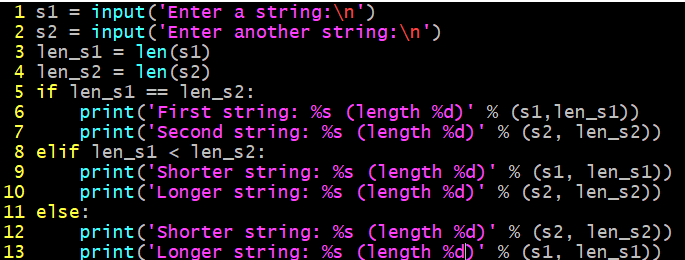 1 s1 = input('Enter a string:\n')
2 s2 = input('Enter another string:\n')
3 len_s1 = len(s1)
4 len_s2 = len(s2)
5 if len_s1 == len_s2:
6     print('First string: %s (length %d)' % (s1,len_s1))
7     print('Second string: %s (length %d)' % (s2, len_s2))
8 elif len_s1 < len_s2:
9     print('Shorter string: %s (length %d)' % (s1, len_s1))
10     print('Longer string: %s (length %d)' % (s2, len_s2))
11 else:
12     print('Shorter string: %s (length %d)' % (s2, len_s2))
13     print('Longer string: %s (length %d)' % (s1, len_s1))